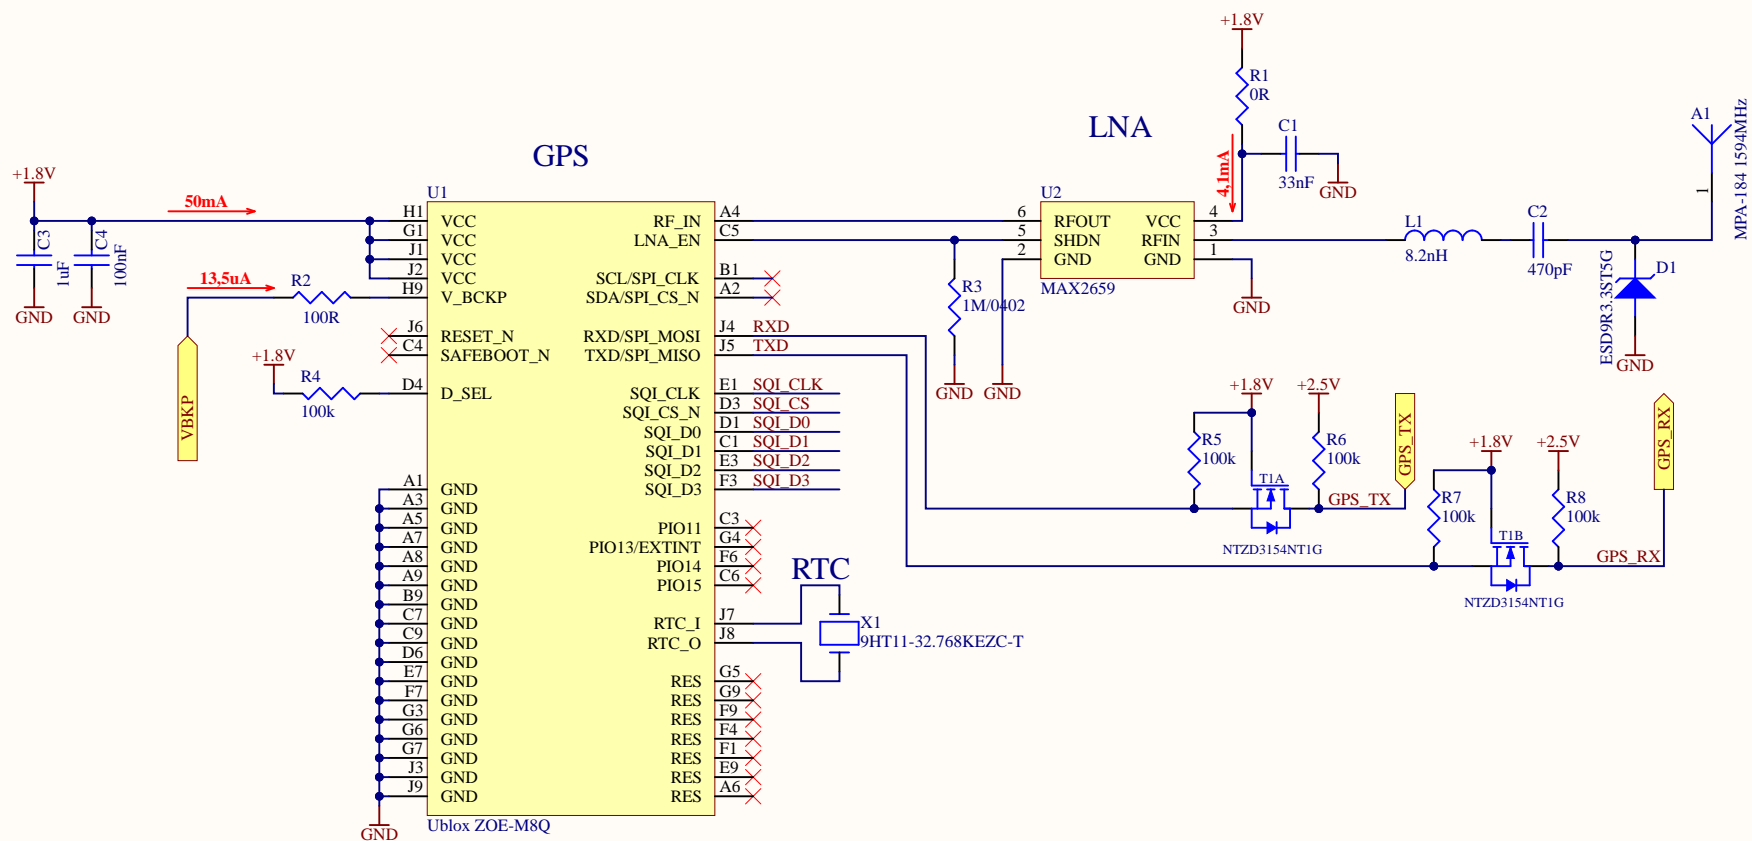 GPS
LNA
RTC
+1.8V
50mA
C3
1uF
C4
100nF
GND
GND
13,5uA
R2
100R
VBKP
+1.8V
R4
100k
U1
H1 VCC
G1 VCC
J1 VCC
J2 VCC
H9 V_BCKP
J6 RESET_N
C4 SAFEBOOT_N
D4 D_SEL
A1 GND
A3 GND
A5 GND
A7 GND
A8 GND
A9 GND
B9 GND
C7 GND
C9 GND
D6 GND
E7 GND
F7 GND
G3 GND
G6 GND
G7 GND
J3 GND
J9 GND
GND
RF_IN A4
LNA_EN C5
SCL/SPI_CLK B1
SDA/SPI_CS_N A2
RXD/SPI_MOSI J4 RXD
TXD/SPI_MISO J5 TXD
SQI_CLK E1 SQI_CLK
SQI_CS_N D3 SQI_CS
SQI_D0 D1 SQI_D0
SQI_D1 C1 SQI_D1
SQI_D2 E3 SQI_D2
SQI_D3 F3 SQI_D3
PIO11 C3
PIO13/EXTINT G4
PIO14 F6
PIO15 C6
RTC_I J7
RTC_O J8
RES G5
RES G9
RES F9
RES F4
RES F1
RES E9
RES A6
Ublox ZOE-M8Q
X1
9HT11-32.768KEZC-T
R3
1M/0402
GND
GND
U2
6 RFOUT VCC 4
5 SHDN RFIN 3
2 GND GND 1
MAX2659
GND
+1.8V
R1
0R
4,1mA
C1
33nF
GND
L1
8.2nH
C2
470pF
D1
ESD9R3.3ST5G
GND
A1
1
MPA-184 1594MHz
+1.8V
+2.5V
R5
100k
R6
100k
T1A
NTZD3154NT1G
GPS_TX
GPS_TX
+1.8V
+2.5V
R7
100k
R8
100k
T1B
NTZD3154NT1G
GPS_RX
GPS_RX